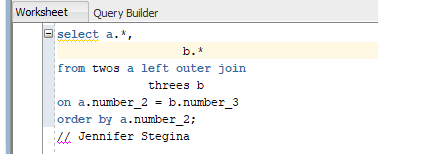 Worksheet Query Builder
select a.*,
b.*
from twos a left outer join
threes b
on a.number_2 = b.number_3
order by a.number_2;
// Jennifer Stegina